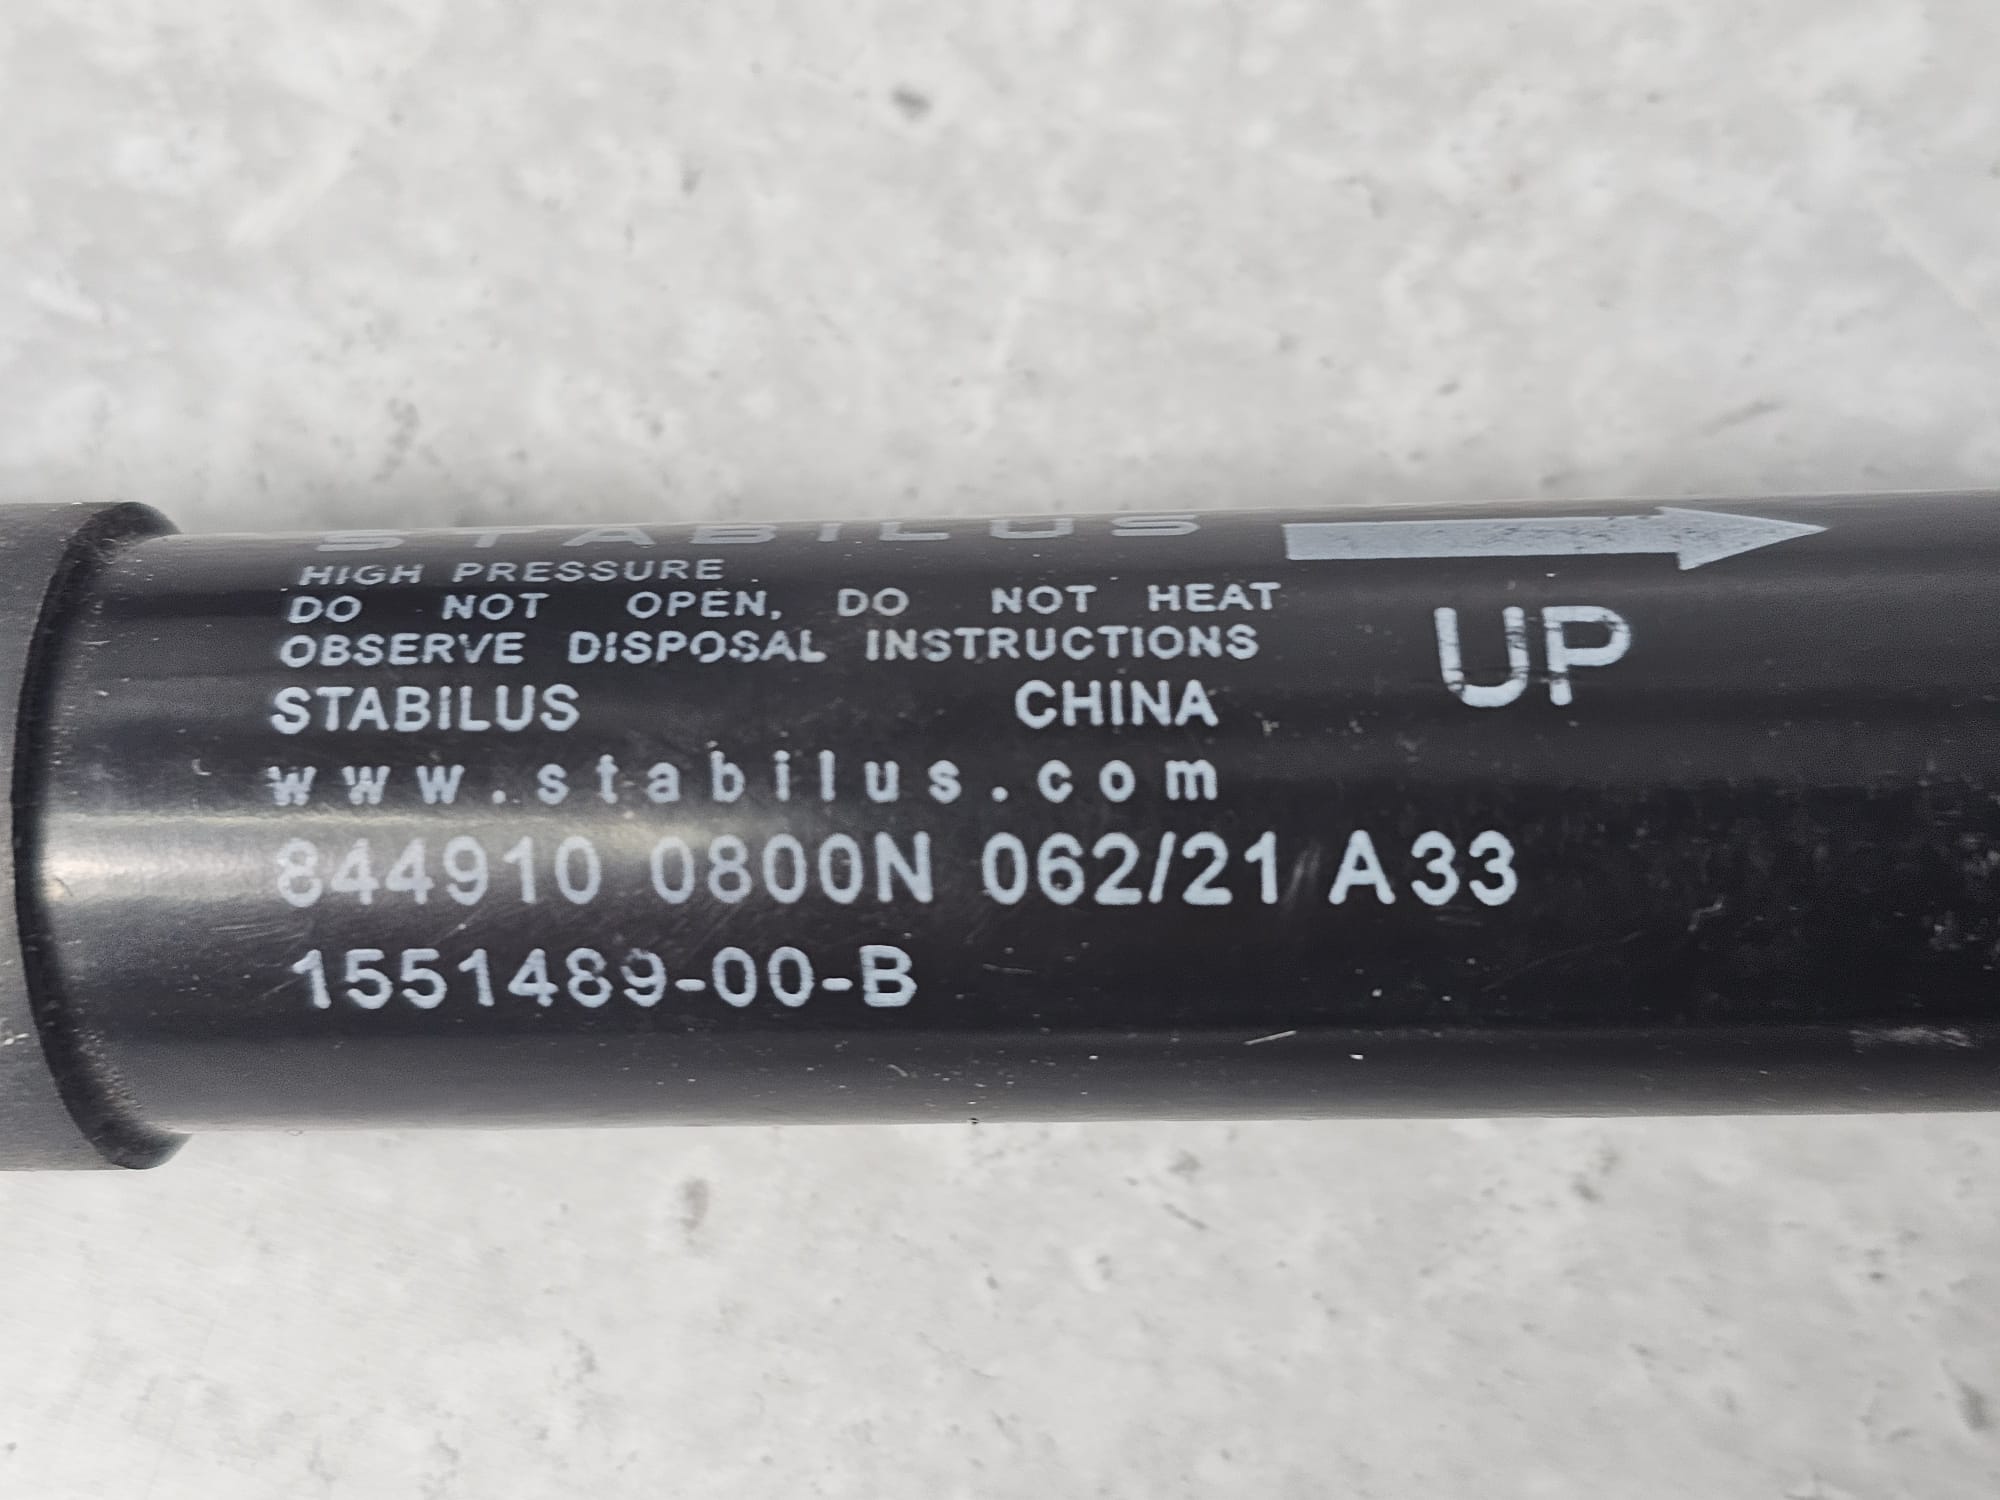 STABILUS
HIGH PRESSURE
DO NOT OPEN, DO NOT HEAT
OBSERVE DISPOSAL INSTRUCTIONS
STABILUS CHINA
www.stabilus.com
844910 0800N 062/21 A33
1551489-00-B
UP